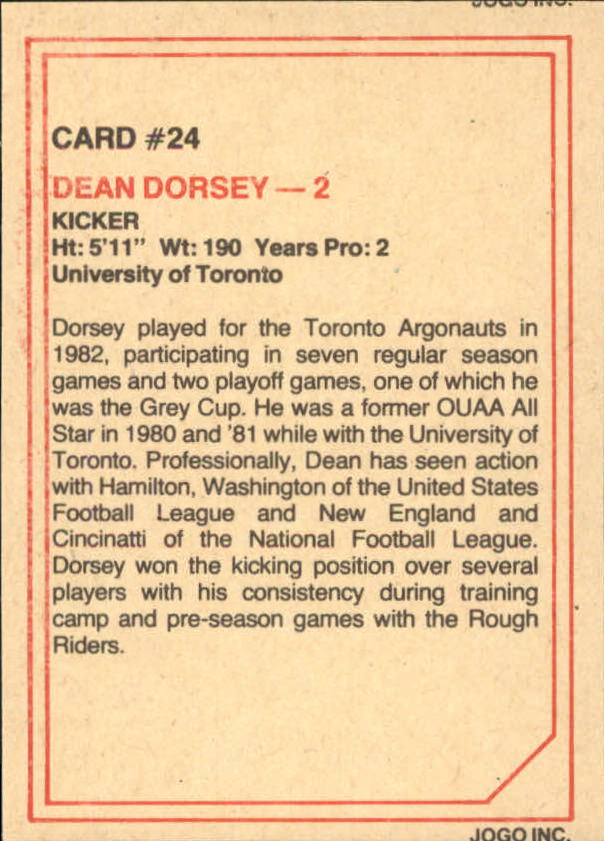 JOGO INC.
CARD #24
DEAN DORSEY — 2
KICKER
Ht: 5'11" Wt: 190 Years Pro: 2
University of Toronto
Dorsey played for the Toronto Argonauts in
1982, participating in seven regular season
games and two playoff games, one of which he
was the Grey Cup. He was a former OUAA All
Star in 1980 and '81 while with the University of
Toronto. Professionally, Dean has seen action
with Hamilton, Washington of the United States
Football League and New England and
Cincinatti of the National Football League.
Dorsey won the kicking position over several
players with his consistency during training
camp and pre-season games with the Rough
Riders.
JOGO INC.